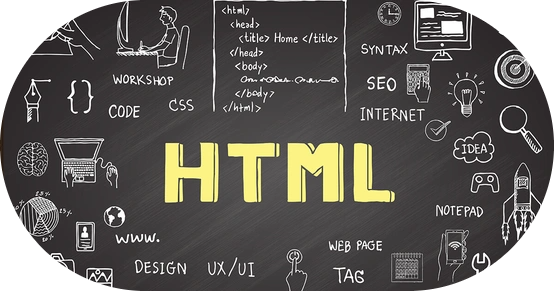 <html>
<head>
<title> Home </title>
</head>
<body>
</body>
</html>
SYNTAX
WORKSHOP
SEO
CODE
CSS
INTERNET
HTML
IDEA
NOTEPAD
www.
WEB PAGE
DESIGN
UX/UI
TAG